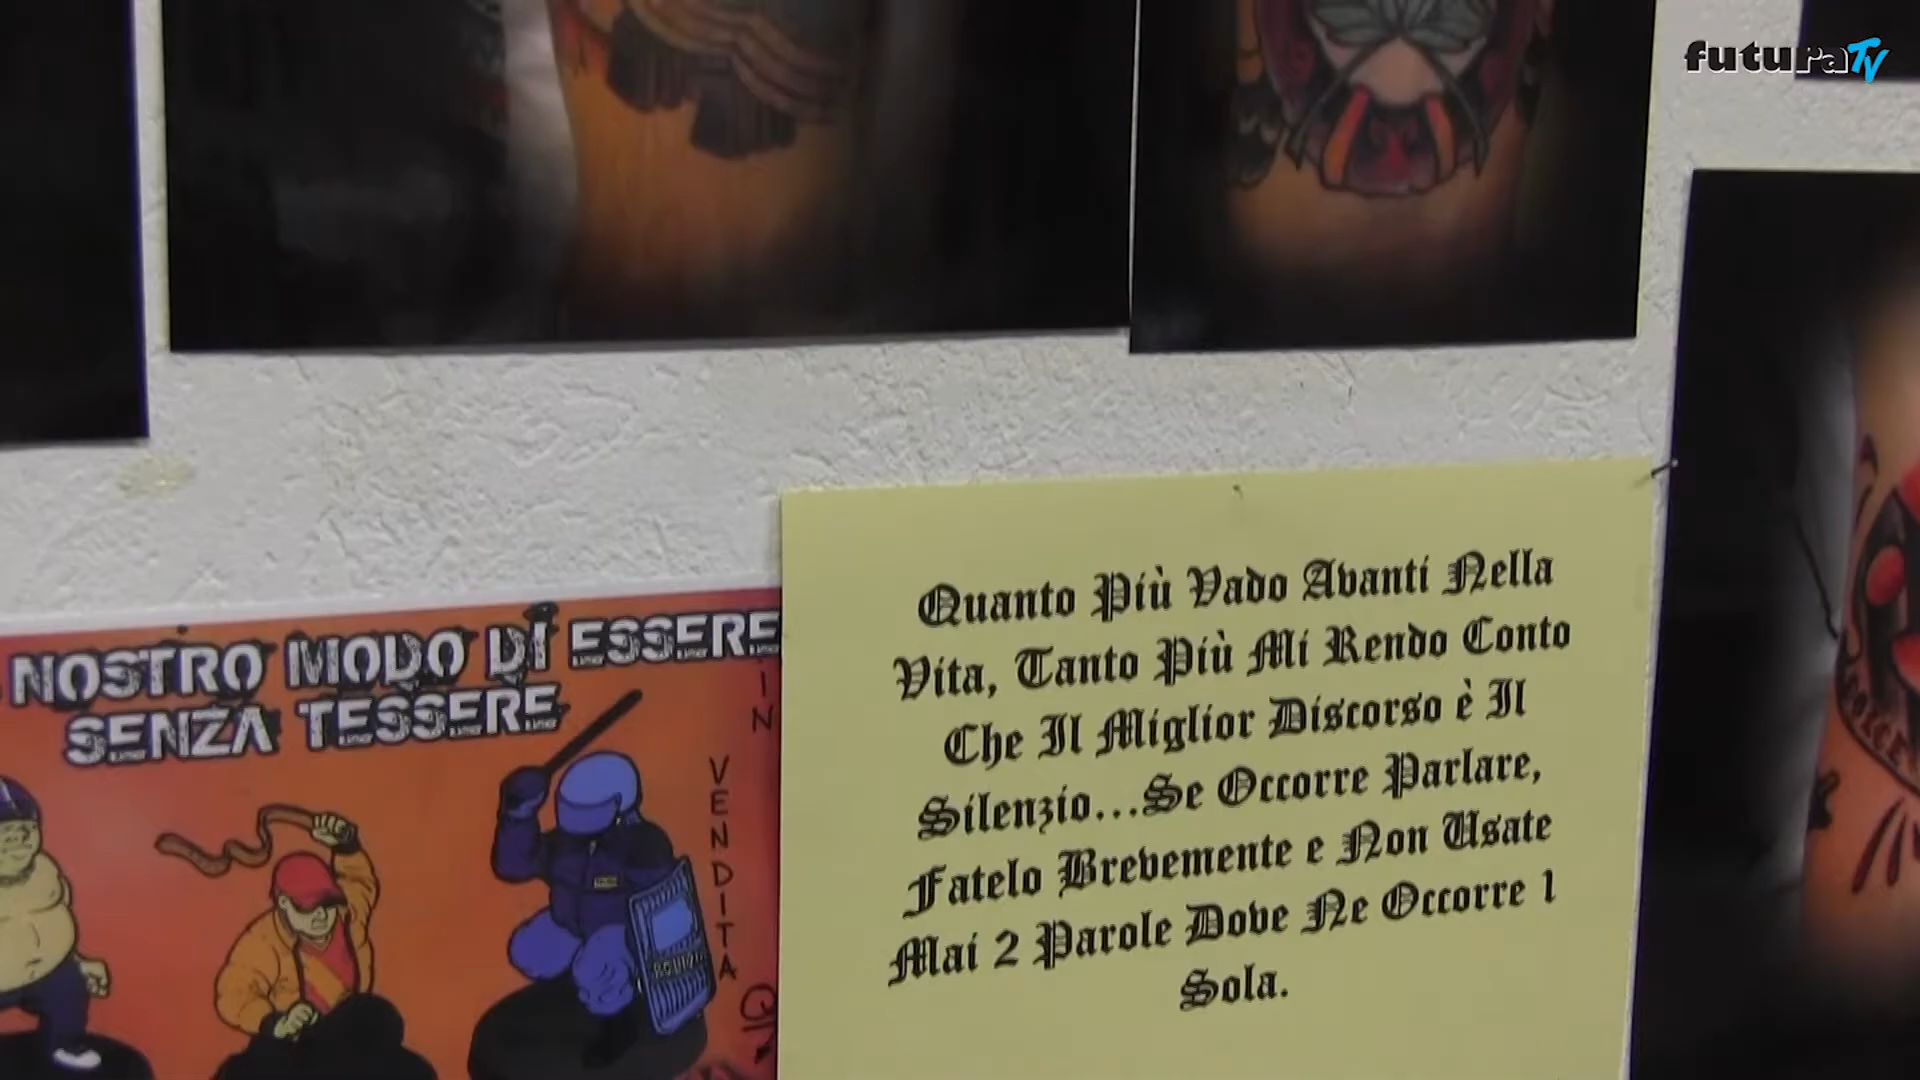 futuraTV
NOSTRO MODO DI ESSERE
SENZA TESSERE
IN
VENDITA
QUI
Quanto Più Vado Avanti Nella
Vita, Tanto Più Mi Rendo Conto
Che Il Miglior Discorso è Il
Silenzio...Se Occorre Parlare,
Fatelo Brevemente e Non Usate
Mai 2 Parole Dove Ne Occorre 1
Sola.